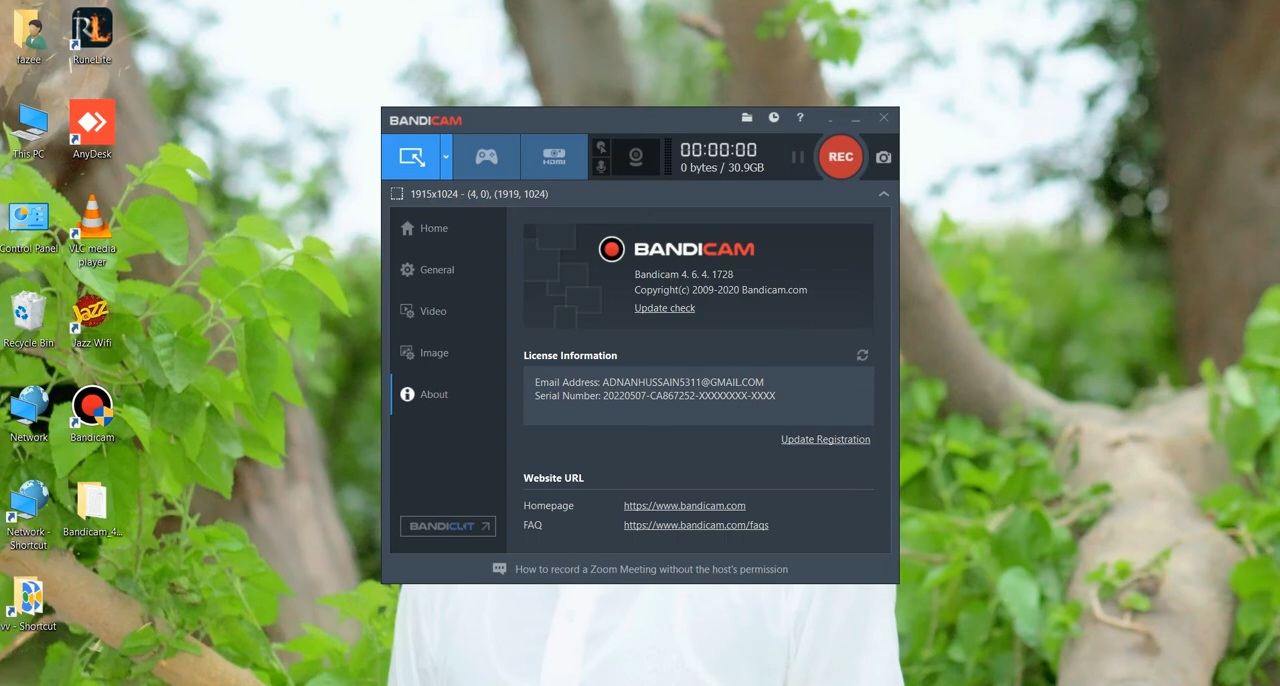 fazee
RuneLite
This PC
AnyDesk
Control Panel
VLC media
player
Recycle Bin
Jazz
Jazz Wifi
Network
Bandicam
Network -
Shortcut
Bandicam_4...
vv - Shortcut
BANDICAM
?
HDMI
00:00:00
0 bytes / 30.9GB
REC
1915x1024 - (4, 0), (1919, 1024)
Home
General
Video
Image
About
BANDICUT
BANDICAM
Bandicam 4. 6. 4. 1728
Copyright(c) 2009-2020 Bandicam.com
Update check
License Information
Email Address: ADNANHUSSAIN5311@GMAIL.COM
Serial Number: 20220507-CA867252-XXXXXXXX-XXXX
Update Registration
Website URL
Homepage https://www.bandicam.com
FAQ https://www.bandicam.com/faqs
How to record a Zoom Meeting without the host's permission